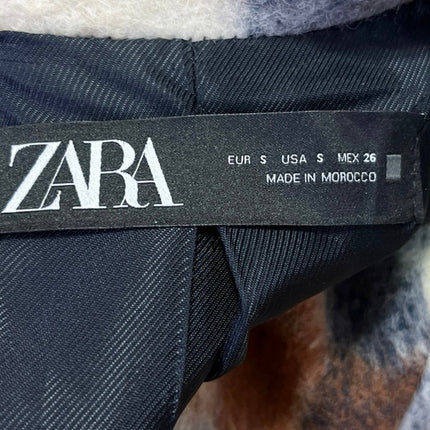 ZARA
EUR S USA S MEX 26
MADE IN MOROCCO